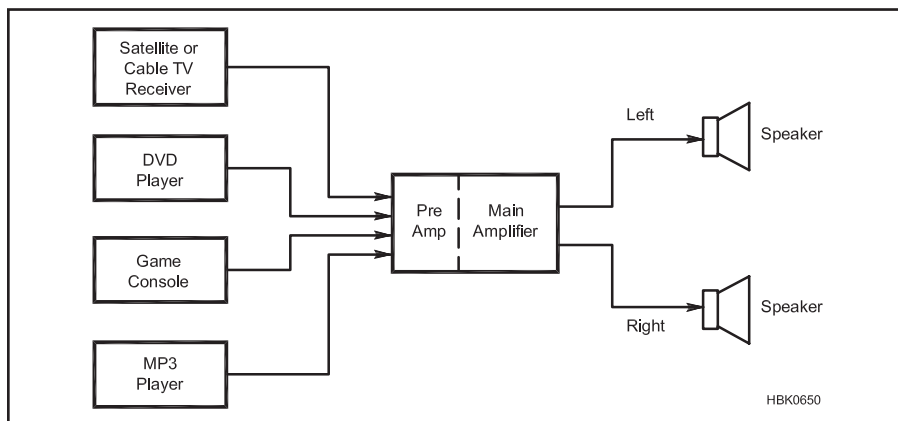 Satellite or
Cable TV
Receiver
DVD
Player
Game
Console
MP3
Player
Pre
Amp
Main
Amplifier
Left
Speaker
Right
Speaker
HBK0650